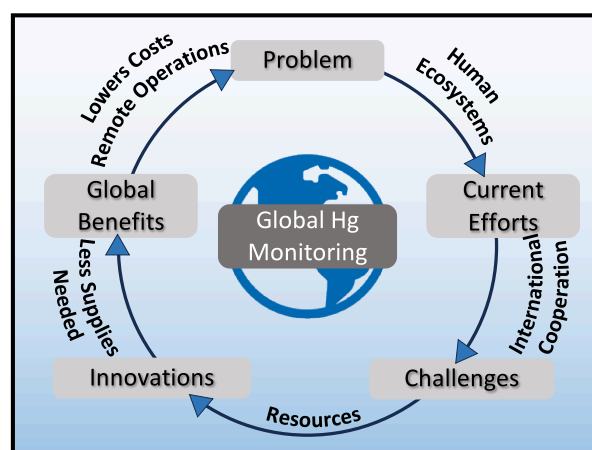 Problem
Human
Ecosystems
Current
Efforts
International
Cooperation
Challenges
Resources
Innovations
Less Supplies
Needed
Global
Benefits
Lowers Costs
Remote Operations
Global Hg
Monitoring